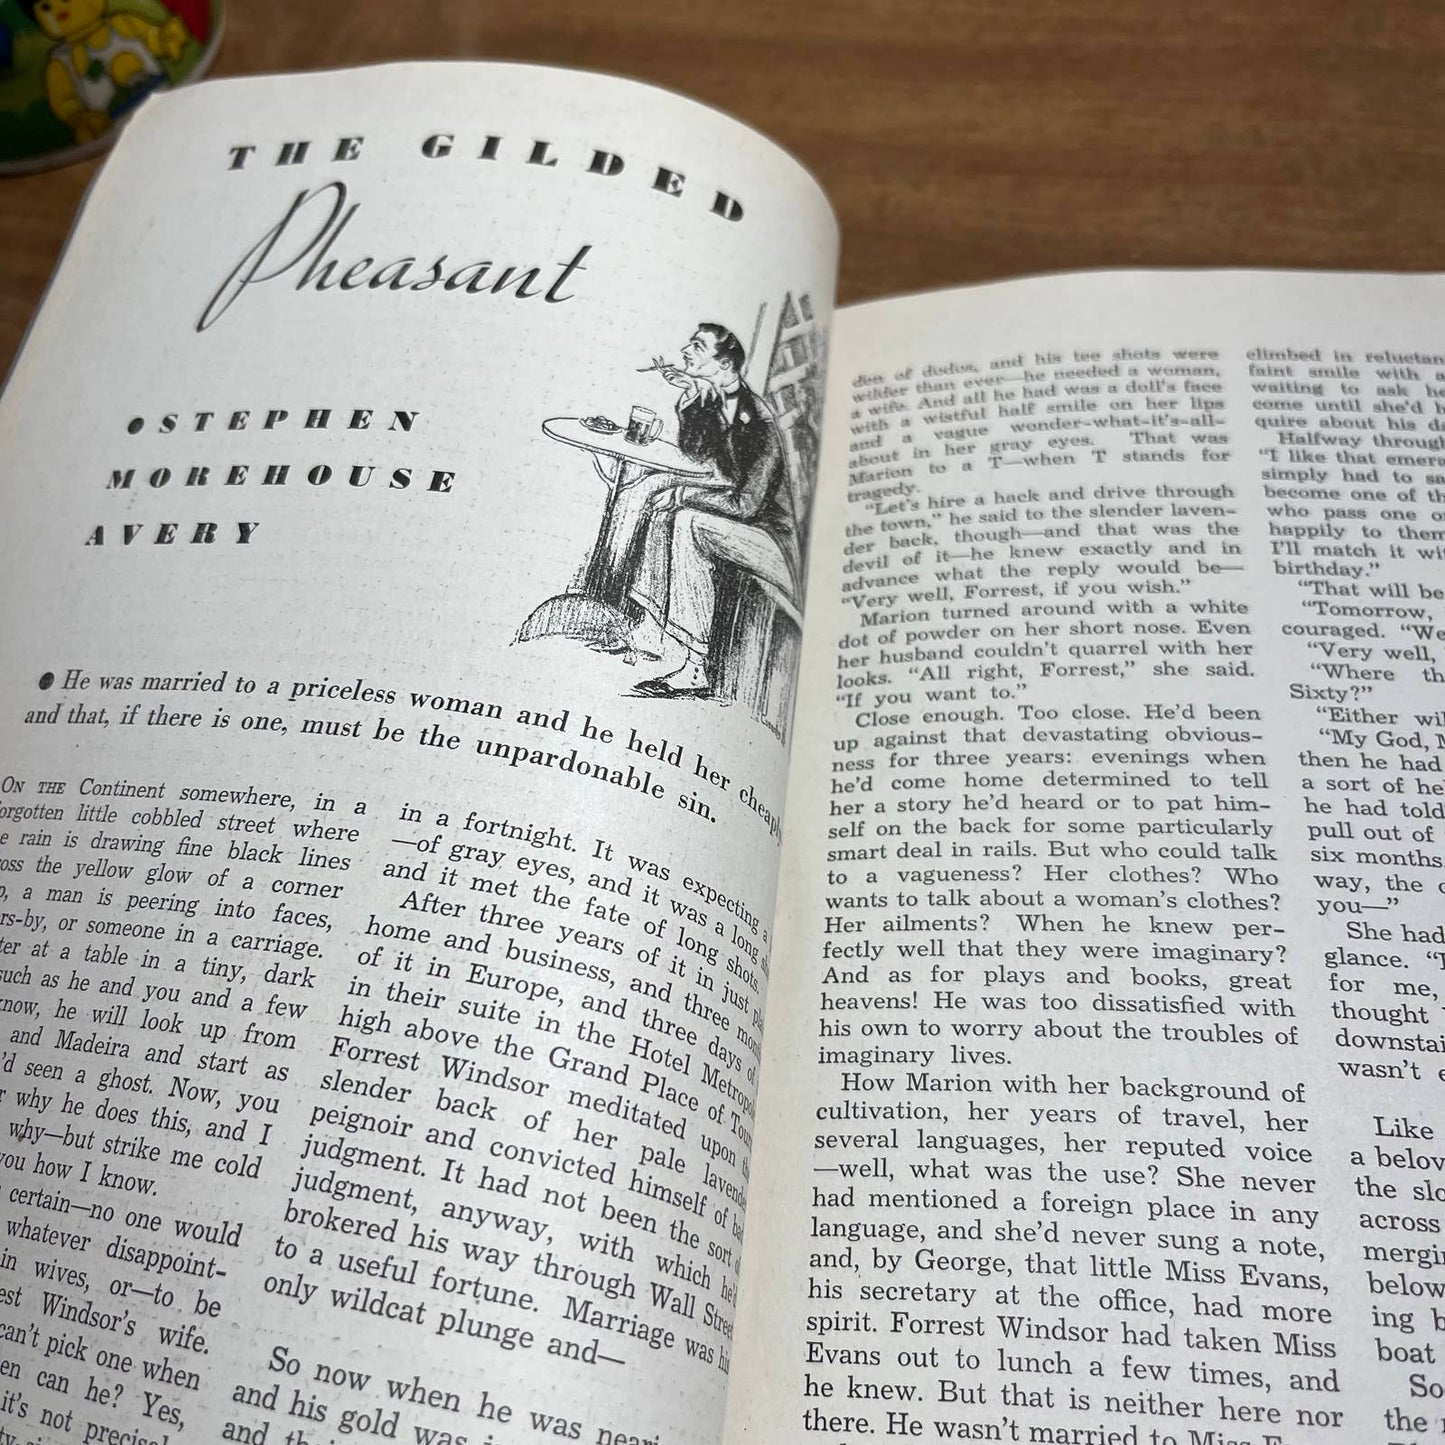 THE GILDED
Pheasant
●STEPHEN
MOREHOUSE
AVERY
● He was married to a priceless woman and he held her cheaply
and that, if there is one, must be the unpardonable sin.
ON THE Continent somewhere, in a
forgotten little cobbled street where
rain is drawing fine black lines
the yellow glow of a corner
a man is peering into faces,
or someone in a carriage.
at a table in a tiny, dark
such as he and you and a few
know, he will look up from
and Madeira and start as
seen a ghost. Now, you
why he does this, and I
why—but strike me cold
you how I know.
certain—no one would
whatever disappoint-
in wives, or—to be
Windsor's wife.
can't pick one when
can he? Yes,
it's not
in a fortnight. It was expecting a
—of gray eyes, and it was a long
and it met the fate of long shots.
After three years of it in just
home and business, and three
of it in Europe, and three days of
in their suite in the Hotel
high above the Grand Place of
Forrest Windsor meditated upon
slender back of her pale
peignoir and convicted himself of bad
judgment. It had not been the sort of
judgment, anyway, with which he'd
brokered his way through Wall Street
to a useful fortune. Marriage was his
only wildcat plunge and—
So now when he was
and his gold was
and
of dudos, and his tee shots were
wilder than ever—he needed a woman,
a wife. And all he had was a doll's face
with a wistful half smile on her lips
and a vague wonder-what-it's-all-
about in her gray eyes. That was
Marion to a T—when T stands for
tragedy.
"Let's hire a hack and drive through
the town," he said to the slender laven-
der back, though—and that was the
devil of it—he knew exactly and in
advance what the reply would be—
"Very well, Forrest, if you wish."
Marion turned around with a white
dot of powder on her short nose. Even
her husband couldn't quarrel with her
looks. "All right, Forrest," she said.
"If you want to."
Close enough. Too close. He'd been
up against that devastating obvious-
ness for three years: evenings when
he'd come home determined to tell
her a story he'd heard or to pat him-
self on the back for some particularly
smart deal in rails. But who could talk
to a vagueness? Her clothes? Who
wants to talk about a woman's clothes?
Her ailments? When he knew per-
fectly well that they were imaginary?
And as for plays and books, great
heavens! He was too dissatisfied with
his own to worry about the troubles of
imaginary lives.
How Marion with her background of
cultivation, her years of travel, her
several languages, her reputed voice
—well, what was the use? She never
had mentioned a foreign place in any
language, and she'd never sung a note,
and, by George, that little Miss Evans,
his secretary at the office, had more
spirit. Forrest Windsor had taken Miss
Evans out to lunch a few times, and
he knew. But that is neither here nor
there. He wasn't married to Miss
climbed in
faint smile with
waiting to ask
come until she'd
quire about his
Halfway through
"I like that
simply had to
become one of
who pass one
happily to
I'll match it
birthday."
"That will be
"Tomorrow,
couraged.
"Very well,
"Where
Sixty?"
"Either
"My God,
then he had
a sort of
he had told
pull out of
six months.
way, the
you—"
She had
glance.
for me,
thought
downstai
wasn't
Like
a
the
across
below
ing
boat
So
the